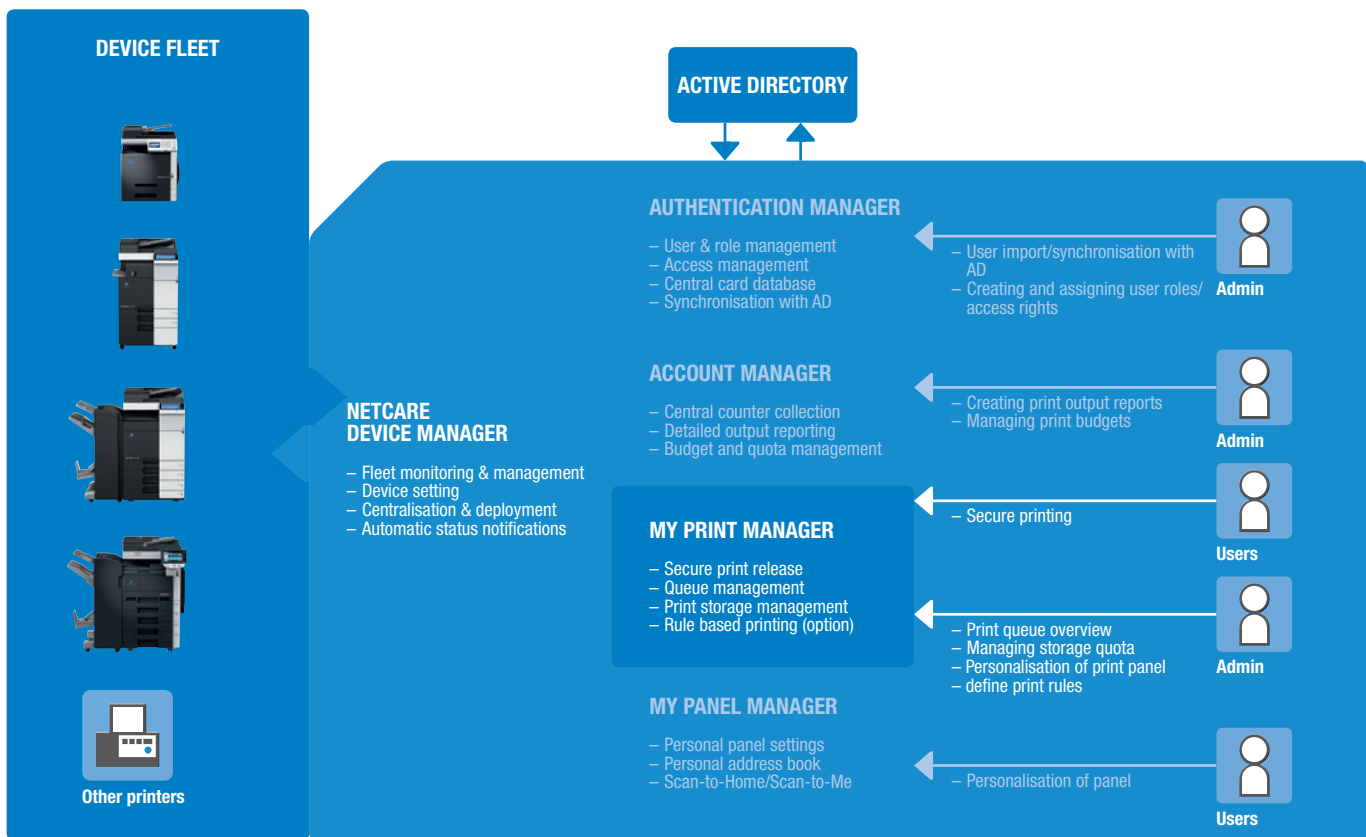 DEVICE FLEET
Other printers
ACTIVE DIRECTORY
NETCARE
DEVICE MANAGER
– Fleet monitoring & management
– Device setting
– Centralisation & deployment
– Automatic status notifications
AUTHENTICATION MANAGER
– User & role management
– Access management
– Central card database
– Synchronisation with AD
– User import/synchronisation with
AD
– Creating and assigning user roles/
access rights
Admin
ACCOUNT MANAGER
– Central counter collection
– Detailed output reporting
– Budget and quota management
– Creating print output reports
– Managing print budgets
Admin
MY PRINT MANAGER
– Secure print release
– Queue management
– Print storage management
– Rule based printing (option)
– Secure printing
Users
– Print queue overview
– Managing storage quota
– Personalisation of print panel
– define print rules
Admin
MY PANEL MANAGER
– Personal panel settings
– Personal address book
– Scan-to-Home/Scan-to-Me
– Personalisation of panel
Users